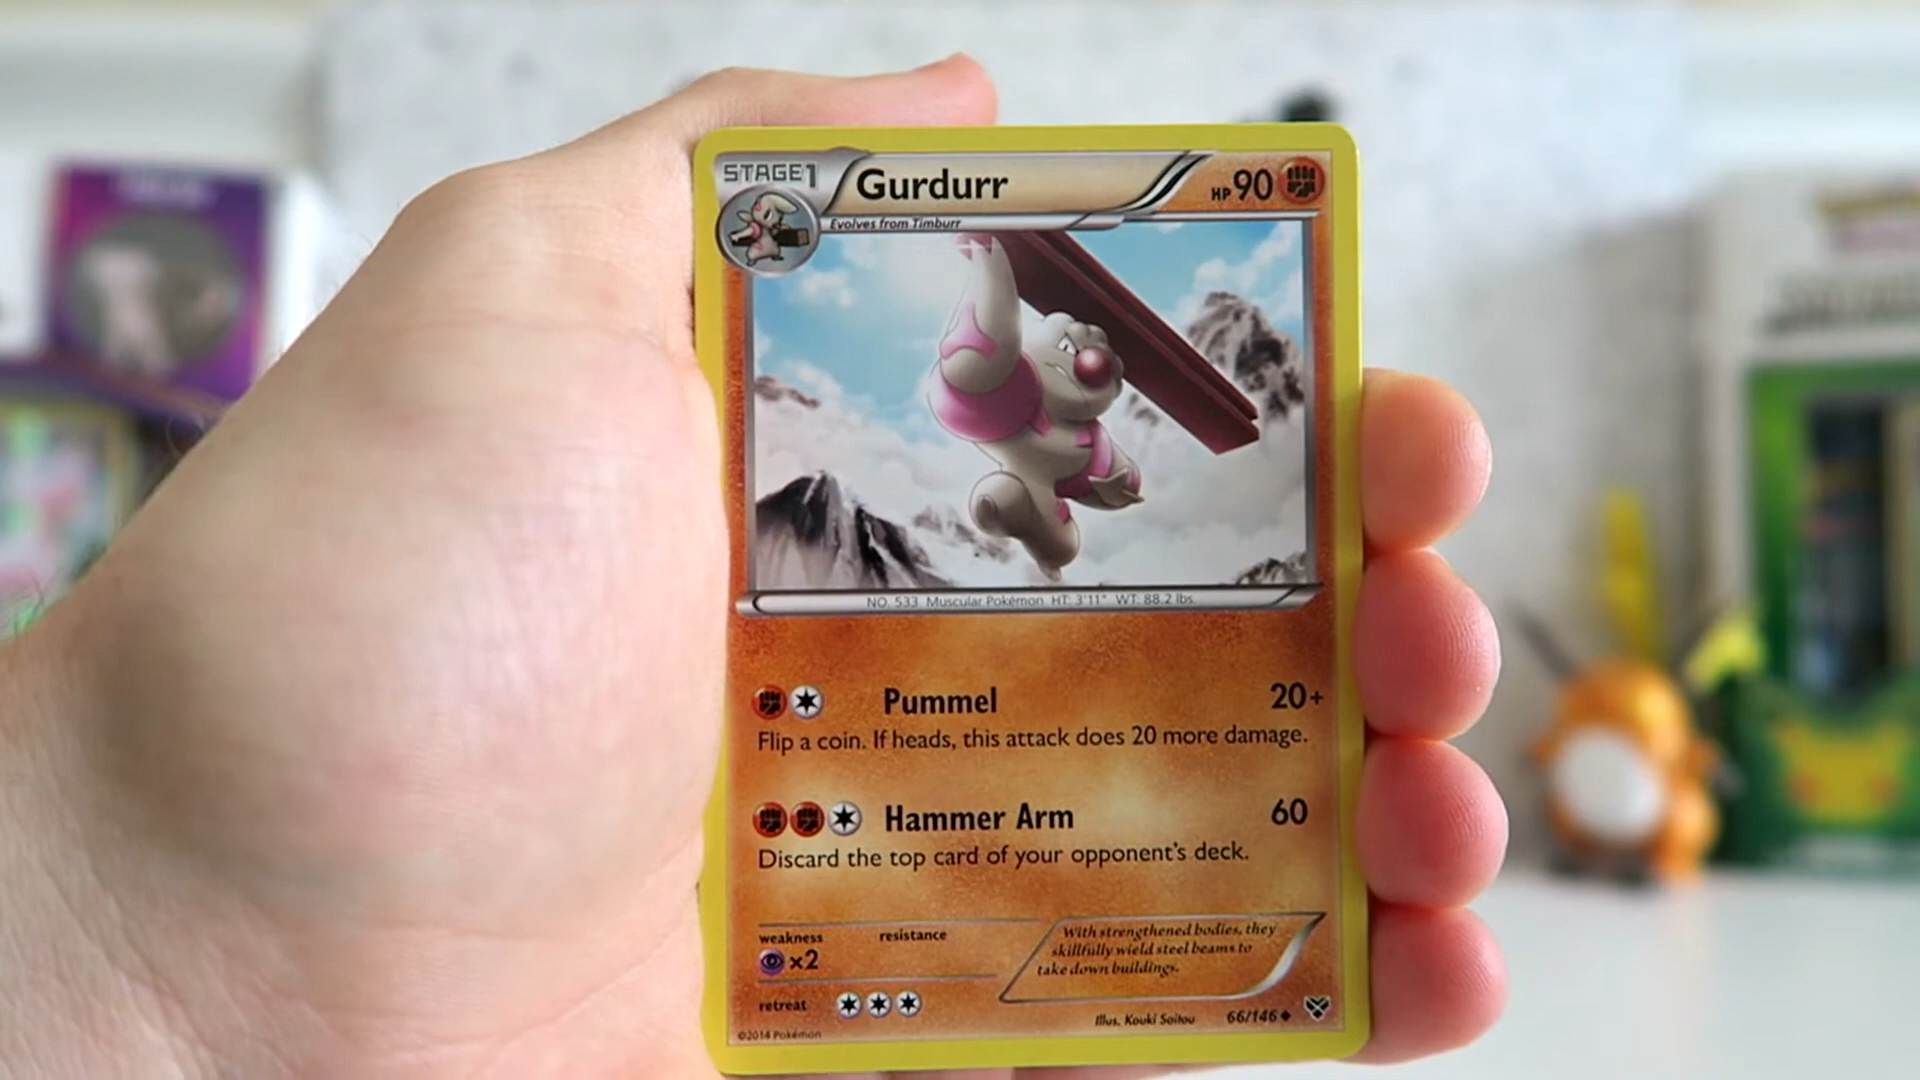 STAGE1
Gurdurr
HP 90
Evolves from Timburr
NO. 533 Muscular Pokémon HT: 3'11" WT: 88.2 lbs.
Pummel 20+
Flip a coin. If heads, this attack does 20 more damage.
Hammer Arm 60
Discard the top card of your opponent's deck.
weakness resistance
×2
With strengthened bodies, they
skillfully wield steel beams to
take down buildings.
retreat
Illus. Kouki Saitou 66/146
©2014 Pokémon